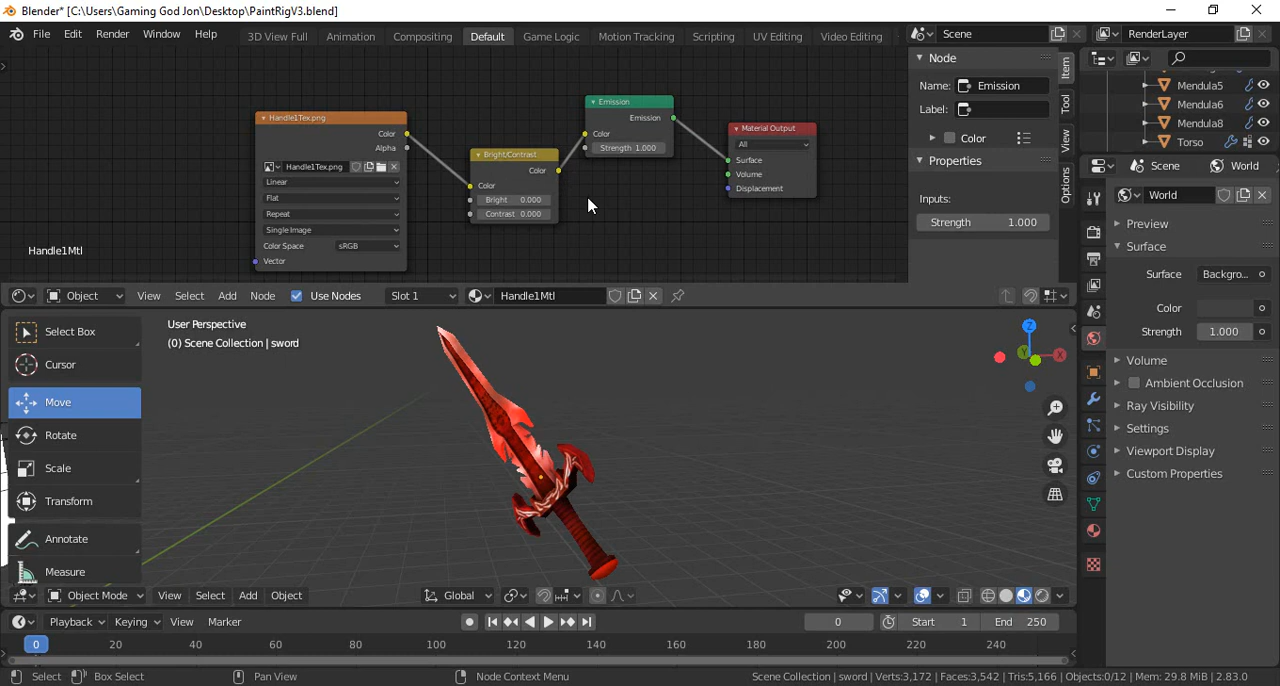 Blender* [C:\Users\Gaming God Jon\Desktop\PaintRigV3.blend]
File Edit Render Window Help 3D View Full Animation Compositing Default Game Logic Motion Tracking Scripting UV Editing Video Editing Scene RenderLayer
Node
Name: Emission
Label:
Color
Properties
Inputs:
Strength 1.000
Item
Tool
View
Options
Mendula5
Mendula6
Mendula8
Torso
Handle1Tex.png
Color
Alpha
Handle1Tex.png
Linear
Flat
Repeat
Single Image
Color Space sRGB
Vector
Bright/Contrast
Color
Color
Bright 0.000
Contrast 0.000
Emission
Emission
Color
Strength 1.000
Material Output
All
Surface
Volume
Displacement
Handle1Mtl
Object View Select Add Node Use Nodes Slot 1 Handle1Mtl
Scene World
World
Preview
Surface
Surface Backgro...
Color
Strength 1.000
Volume
Ambient Occlusion
Ray Visibility
Settings
Viewport Display
Custom Properties
Select Box
Cursor
Move
Rotate
Scale
Transform
Annotate
Measure
User Perspective
(0) Scene Collection | sword
Z
Y
X
Object Mode View Select Add Object Global
Playback Keying View Marker 0 Start 1 End 250
0 20 40 60 80 100 120 140 160 180 200 220 240
Select Box Select Pan View Node Context Menu Scene Collection | sword | Verts:3,172 | Faces:3,542 | Tris:5,166 | Objects:0/12 | Mem: 29.8 MiB | 2.83.0